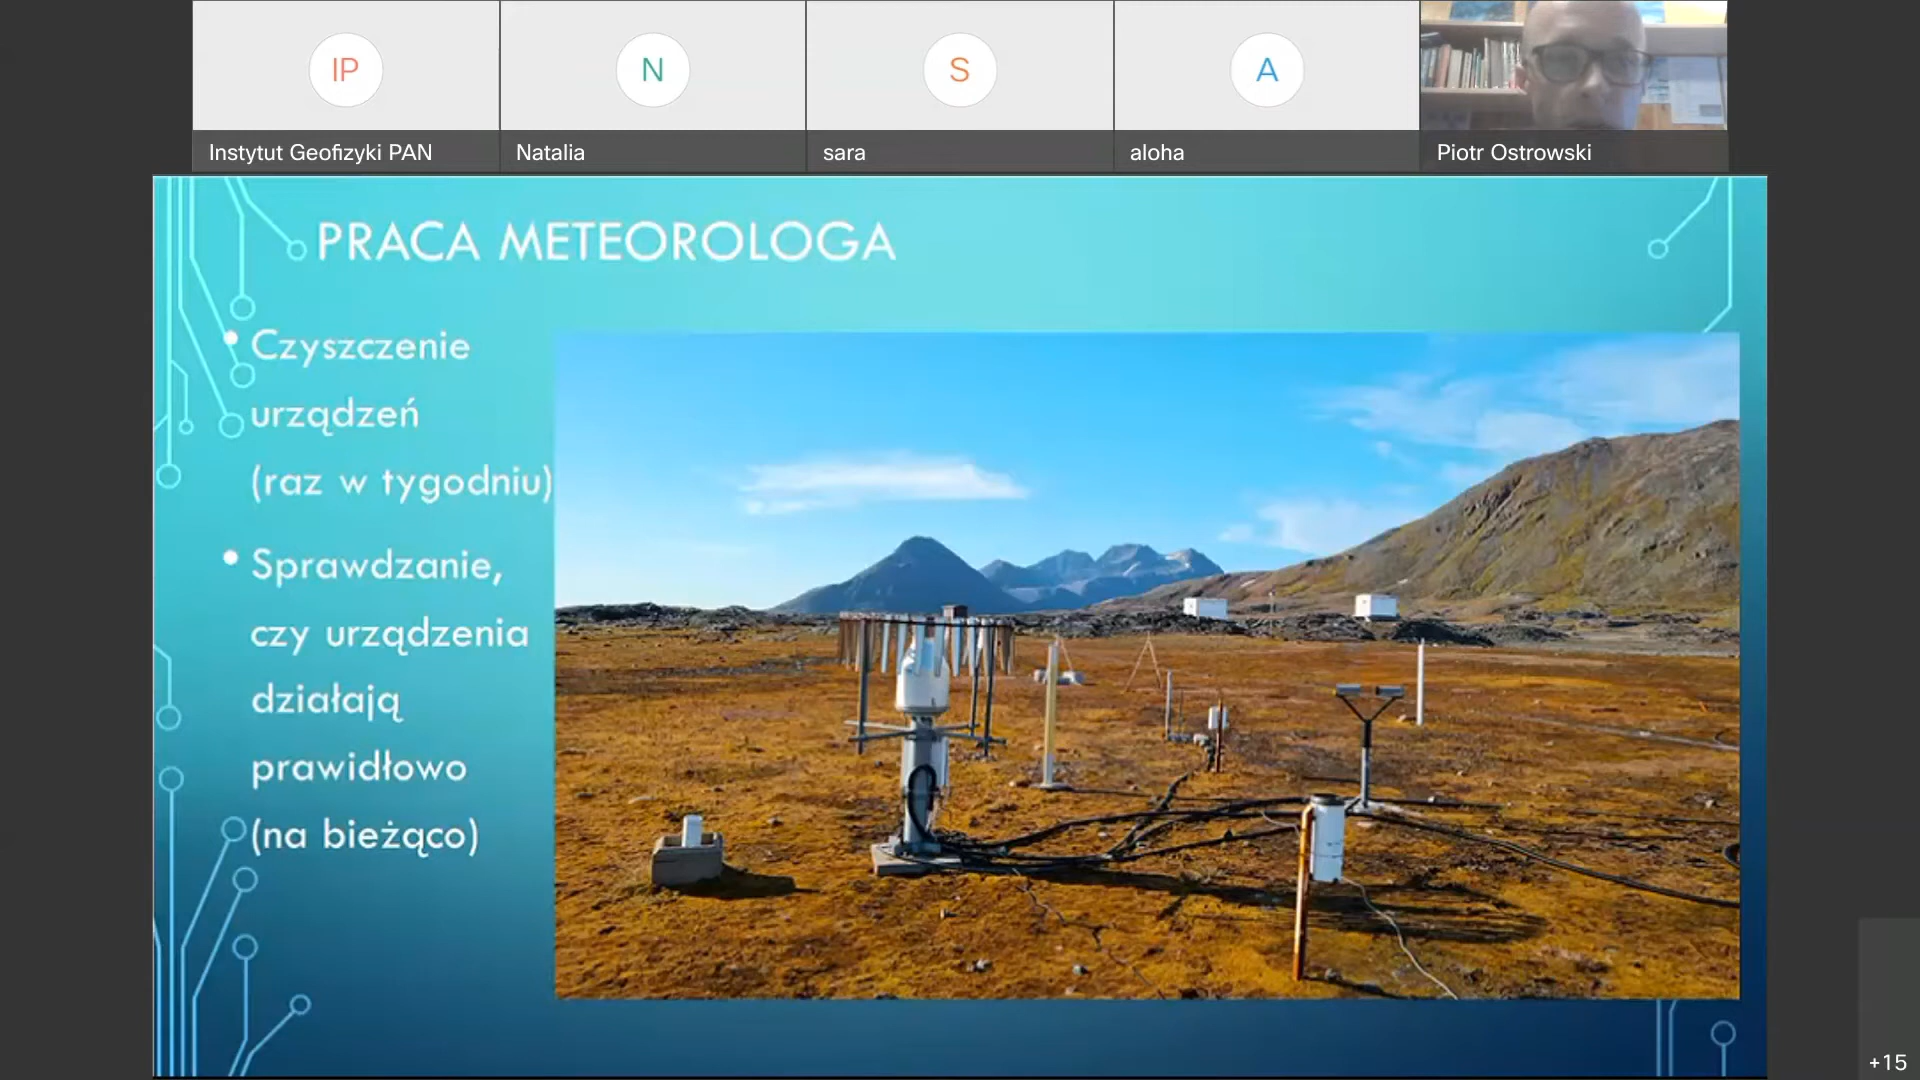 IP
N
S
A
Instytut Geofizyki PAN
Natalia
sara
aloha
Piotr Ostrowski
PRACA METEOROLOGA
• Czyszczenie
urządzeń
(raz w tygodniu)
• Sprawdzanie,
czy urządzenia
działają
prawidłowo
(na bieżąco)
+15